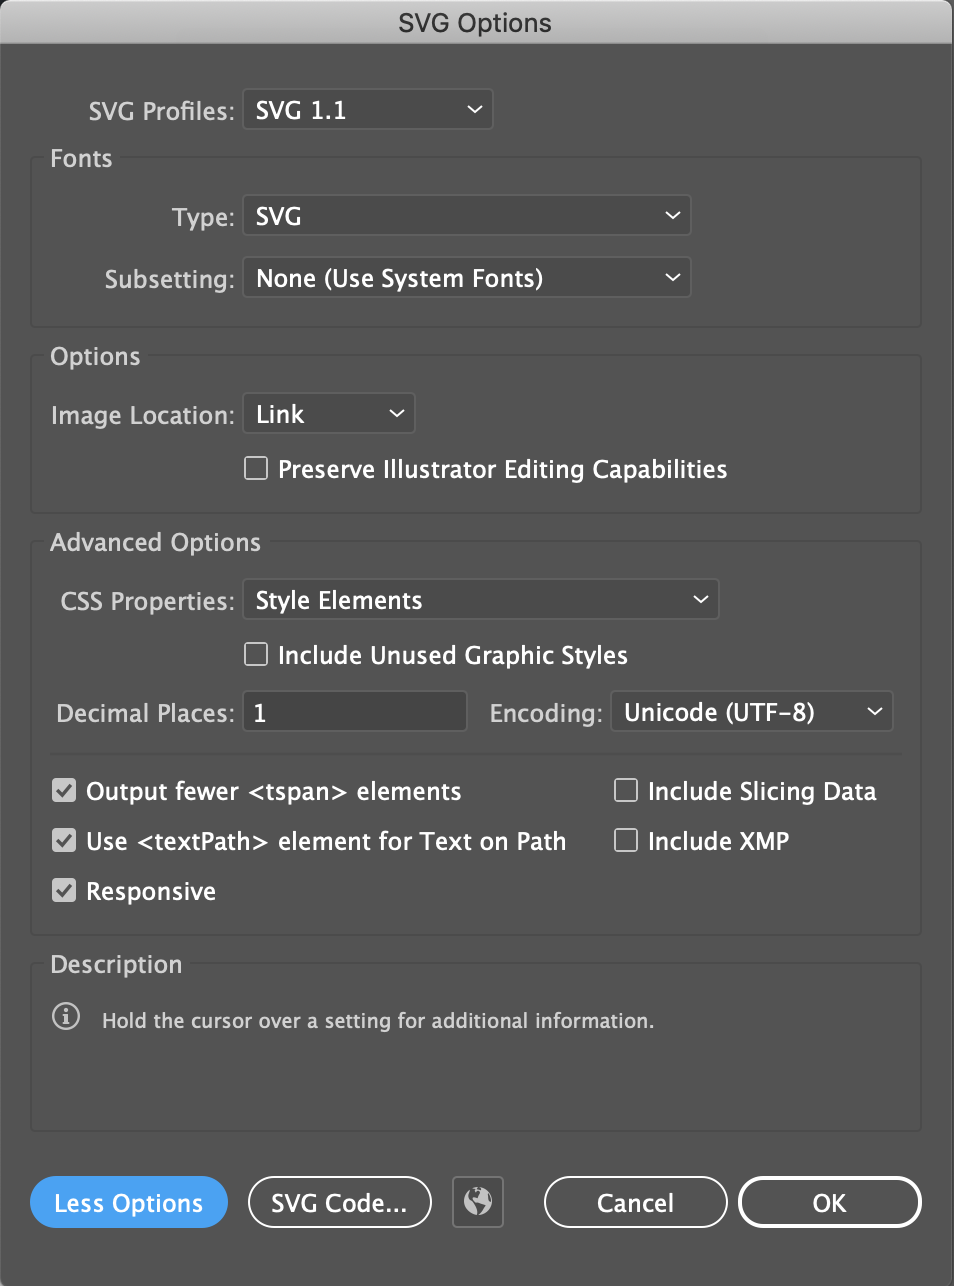 SVG Options
SVG Profiles: SVG 1.1
Fonts
Type: SVG
Subsetting: None (Use System Fonts)
Options
Image Location: Link
Preserve Illustrator Editing Capabilities
Advanced Options
CSS Properties: Style Elements
Include Unused Graphic Styles
Decimal Places: 1 Encoding: Unicode (UTF-8)
Output fewer <tspan> elements Include Slicing Data
Use <textPath> element for Text on Path Include XMP
Responsive
Description
Hold the cursor over a setting for additional information.
Less Options SVG Code... Cancel OK